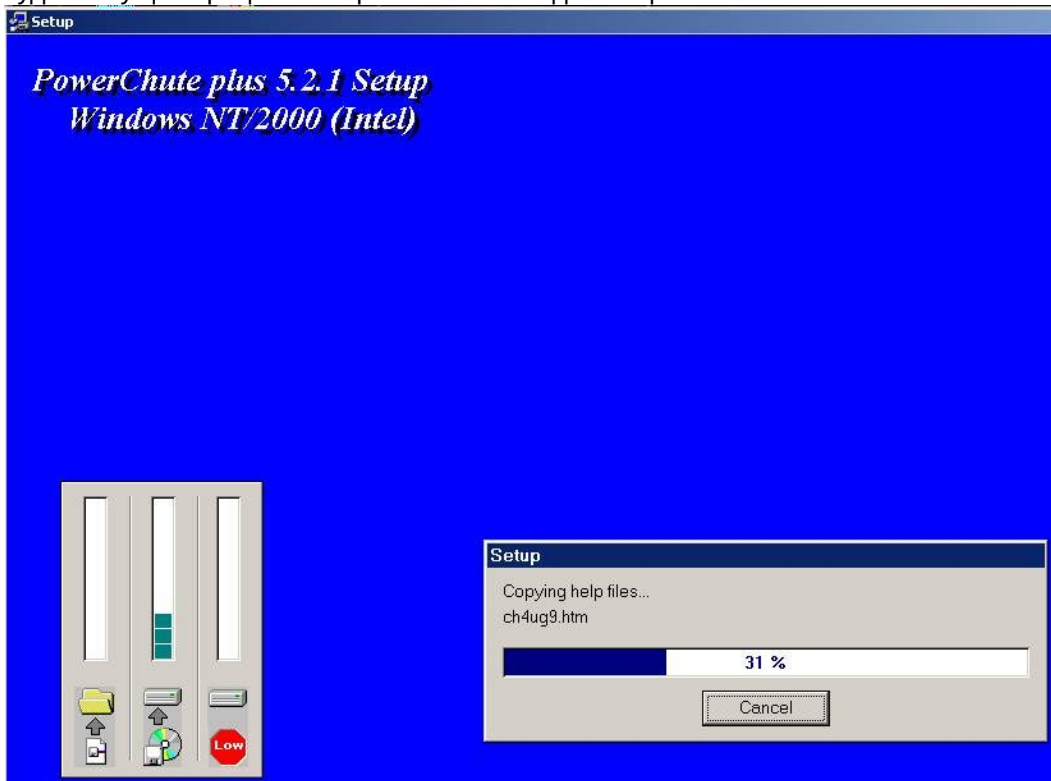 Setup
PowerChute plus 5.2.1 Setup
Windows NT/2000 (Intel)
Setup
Copying help files...
ch4ug9.htm
31 %
Cancel
Low